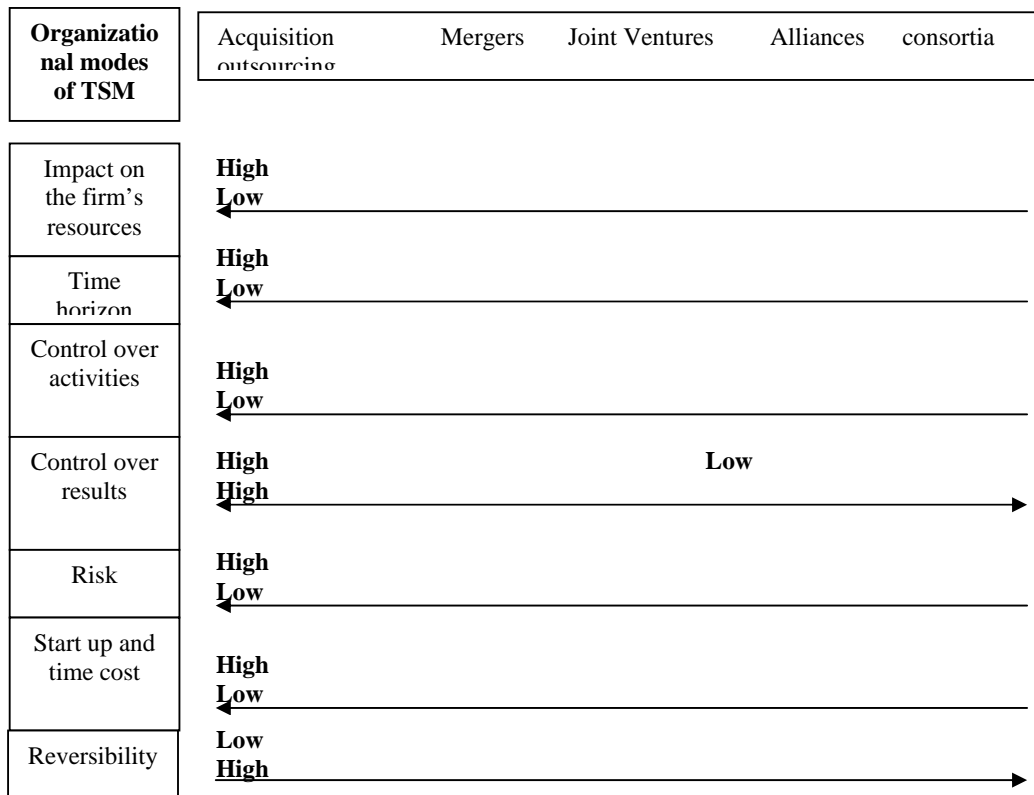 Organizatio
nal modes
of TSM
Acquisition Mergers Joint Ventures Alliances consortia
outsourcing
Impact on
the firm's
resources
High
Low
Time
horizon
High
Low
Control over
activities
High
Low
Control over
results
High Low
High
Risk
High
Low
Start up and
time cost
High
Low
Reversibility
Low
High